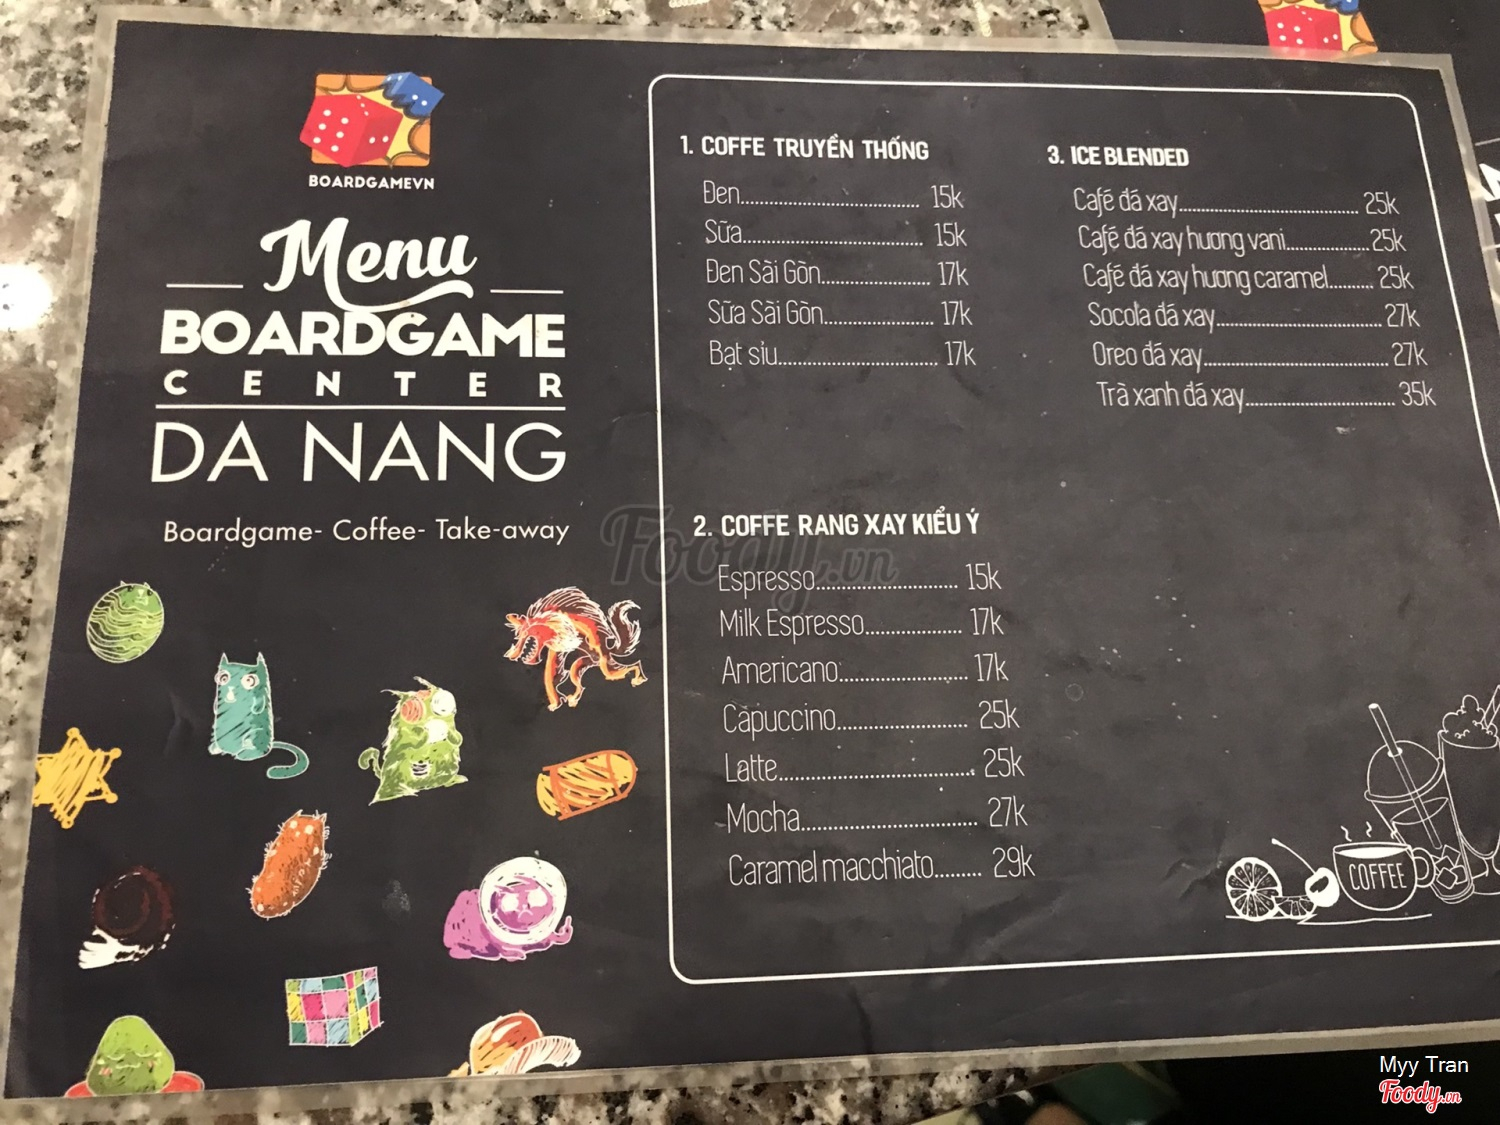 BOARDGAMEVN
Menu
BOARDGAME
CENTER
DA NANG
Boardgame- Coffee- Take-away
1. COFFE TRUYỀN THỐNG
Đen.................................... 15k
Sữa.................................... 15k
Đen Sài Gòn...................... 17k
Sữa Sài Gòn...................... 17k
Bạt sỉu................................ 17k
2. COFFE RANG XAY KIỂU Ý
Espresso............................ 15k
Milk Espresso................... 17k
Americano......................... 17k
Capuccino......................... 25k
Latte..................................... 25k
Mocha................................. 27k
Caramel macchiato......... 29k
3. ICE BLENDED
Café đá xay........................................ 25k
Café đá xay hương vani..................25k
Café đá xay hương caramel......... 25k
Socola đá xay.................................... 27k
Oreo đá xay........................................ 27k
Trà xanh đá xay................................ 35k
COFFEE
Foody.vn
Myy Tran
Foody.vn